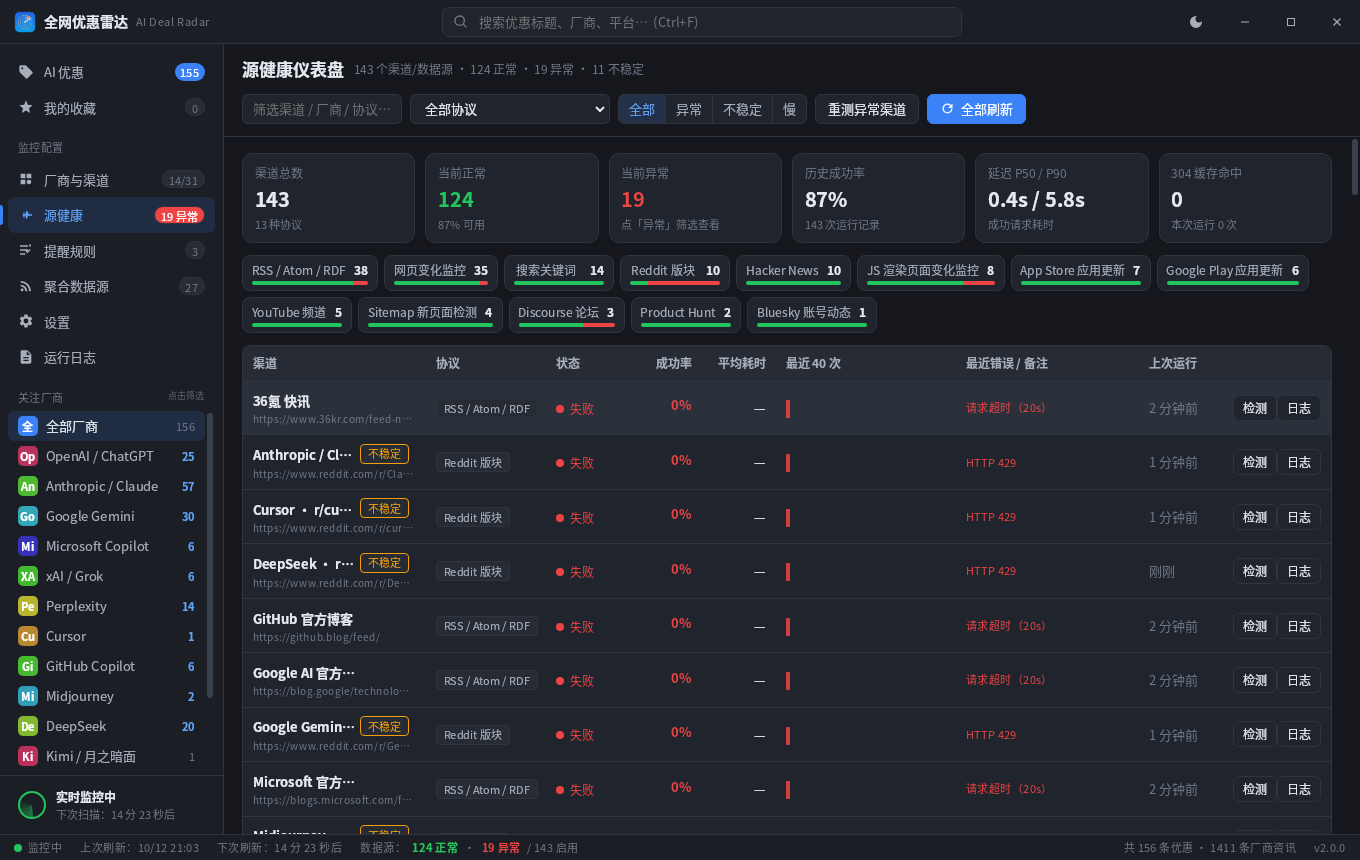 全网优惠雷达 AI Deal Radar
搜索优惠标题、厂商、平台… (Ctrl+F)
AI 优惠 155
我的收藏 0
监控配置
厂商与渠道 14/31
源健康 19 异常
提醒规则 3
聚合数据源 27
设置
运行日志
关注厂商 点击筛选
全 全部厂商 156
Op OpenAI / ChatGPT 25
An Anthropic / Claude 57
Go Google Gemini 30
Mi Microsoft Copilot 6
XA xAI / Grok 6
Pe Perplexity 14
Cu Cursor 1
Gi GitHub Copilot 6
Mi Midjourney 2
De DeepSeek 20
Ki Kimi / 月之暗面 1
实时监控中
下次扫描：14 分 23 秒后
源健康仪表盘 143 个渠道/数据源 · 124 正常 · 19 异常 · 11 不稳定
筛选渠道 / 厂商 / 协议… 全部协议 全部 异常 不稳定 慢 重测异常渠道 全部刷新
渠道总数
143
13 种协议
当前正常
124
87% 可用
当前异常
19
点「异常」筛选查看
历史成功率
87%
143 次运行记录
延迟 P50 / P90
0.4s / 5.8s
成功请求耗时
304 缓存命中
0
本次运行 0 次
RSS / Atom / RDF 38 网页变化监控 35 搜索关键词 14 Reddit 版块 10 Hacker News 10 JS 渲染页面变化监控 8 App Store 应用更新 7 Google Play 应用更新 6
YouTube 频道 5 Sitemap 新页面检测 4 Discourse 论坛 3 Product Hunt 2 Bluesky 账号动态 1
渠道 协议 状态 成功率 平均耗时 最近 40 次 最近错误 / 备注 上次运行
36氪 快讯
https://www.36kr.com/feed-n…
RSS / Atom / RDF 失败 0% — 请求超时（20s） 2 分钟前 检测 日志
Anthropic / Cl… 不稳定
https://www.reddit.com/r/Cla…
Reddit 版块 失败 0% — HTTP 429 1 分钟前 检测 日志
Cursor · r/cu… 不稳定
https://www.reddit.com/r/cur…
Reddit 版块 失败 0% — HTTP 429 1 分钟前 检测 日志
DeepSeek · r… 不稳定
https://www.reddit.com/r/De…
Reddit 版块 失败 0% — HTTP 429 刚刚 检测 日志
GitHub 官方博客
https://github.blog/feed/
RSS / Atom / RDF 失败 0% — 请求超时（20s） 2 分钟前 检测 日志
Google AI 官方…
https://blog.google/technolo…
RSS / Atom / RDF 失败 0% — 请求超时（20s） 2 分钟前 检测 日志
Google Gemin… 不稳定
https://www.reddit.com/r/Ge…
Reddit 版块 失败 0% — HTTP 429 1 分钟前 检测 日志
Microsoft 官方…
https://blogs.microsoft.com/f…
RSS / Atom / RDF 失败 0% — 请求超时（20s） 2 分钟前 检测 日志
监控中 上次刷新：10/12 21:03 下次刷新：14 分 23 秒后 数据源： 124 正常 · 19 异常 / 143 启用 共 156 条优惠 · 1411 条厂商资讯 v2.0.0